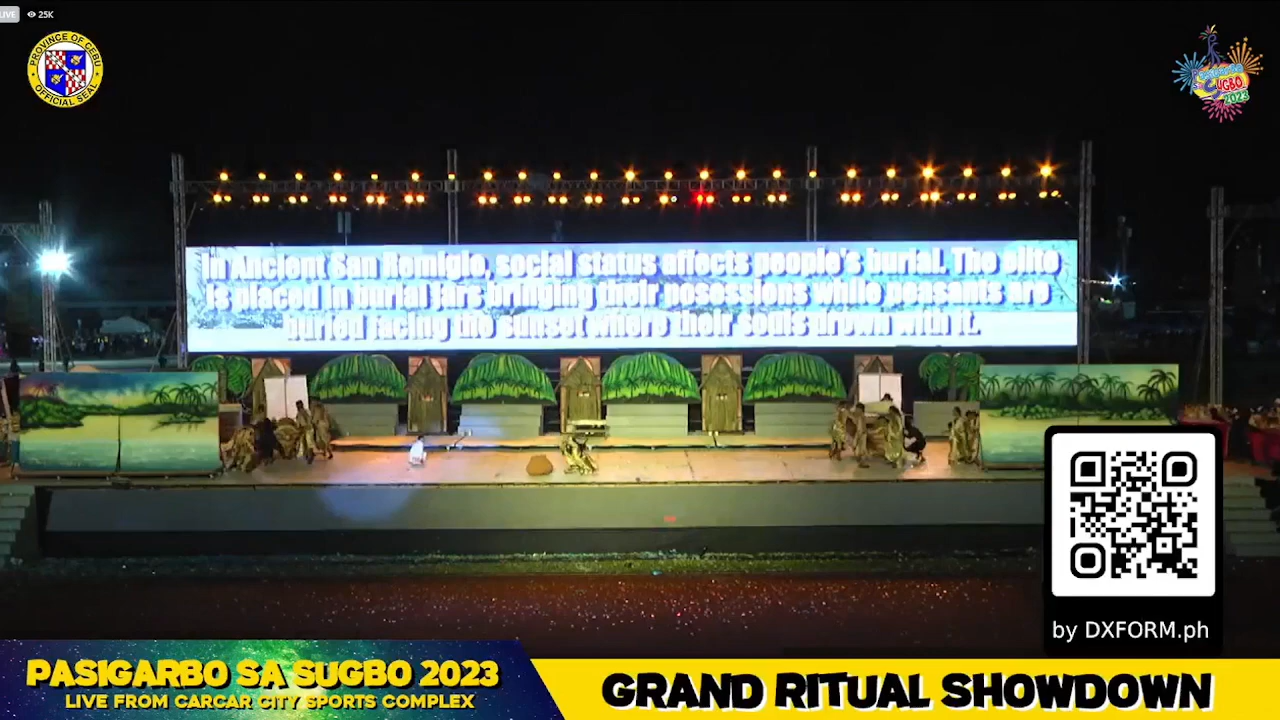 LIVE 25K
PROVINCE OF CEBU
OFFICIAL SEAL
SUGBO
2023
In Ancient San Remigio, social status affects people's burial. The elite
is placed in burial jars bringing their posessions while peasants are
buried facing the sunset where their souls drown with it.
by DXFORM.ph
PASIGARBO SA SUGBO 2023
LIVE FROM CARCAR CITY SPORTS COMPLEX
GRAND RITUAL SHOWDOWN